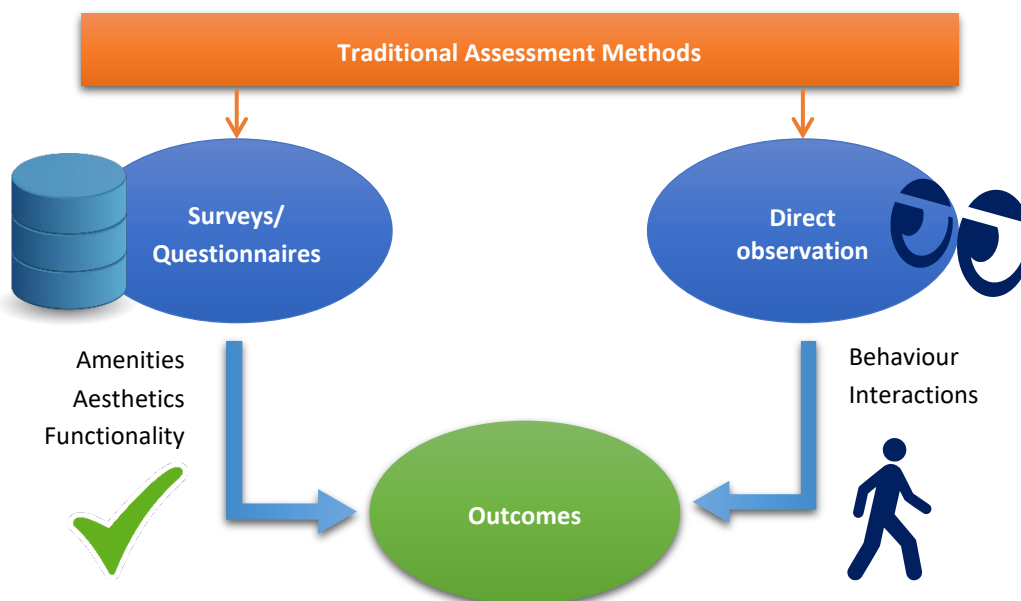 Traditional Assessment Methods
Surveys/
Questionnaires
Direct
observation
Amenities
Aesthetics
Functionality
Behaviour
Interactions
Outcomes